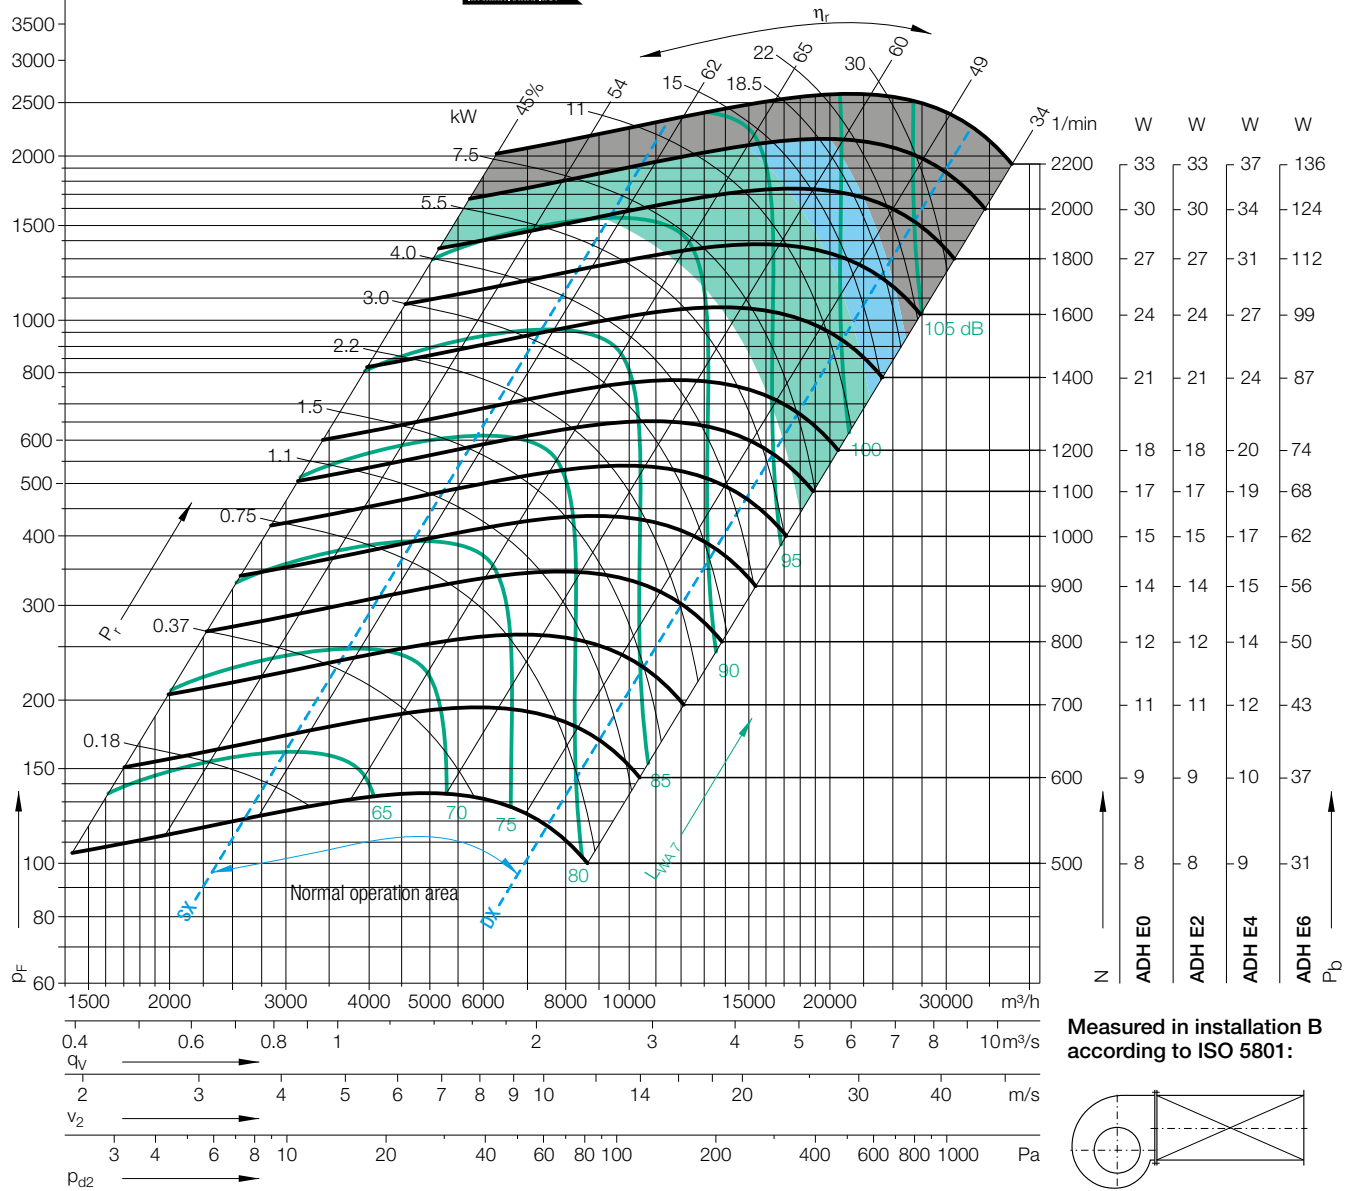 η_r
3500
3000
2500
2000
1500
1000
800
600
500
400
300
200
150
100
80
60
p_F
P_r
kW
45%
54
62
65
60
49
34
0.18
0.37
0.75
1.1
1.5
2.2
3.0
4.0
5.5
7.5
11
15
18.5
22
30
1/min W W W W
2200 33 33 37 136
2000 30 30 34 124
1800 27 27 31 112
1600 24 24 27 99
1400 21 21 24 87
1200 18 18 20 74
1100 17 17 19 68
1000 15 15 17 62
900 14 14 15 56
800 12 12 14 50
700 11 11 12 43
600 9 9 10 37
500 8 8 9 31
N ADH E0 ADH E2 ADH E4 ADH E6 P_b
105 dB
100
95
90
85
80
75
70
65
L_WA 7
SX
DX
Normal operation area
1500 2000 3000 4000 5000 6000 8000 10000 15000 20000 30000 m³/h
0.4 0.6 0.8 1 2 3 4 5 6 7 8 10 m³/s
q_V
2 3 4 5 6 7 8 9 10 14 20 30 40 m/s
v_2
3 4 6 8 10 20 40 60 80 100 200 400 600 800 1000 Pa
p_d2
Measured in installation B
according to ISO 5801: